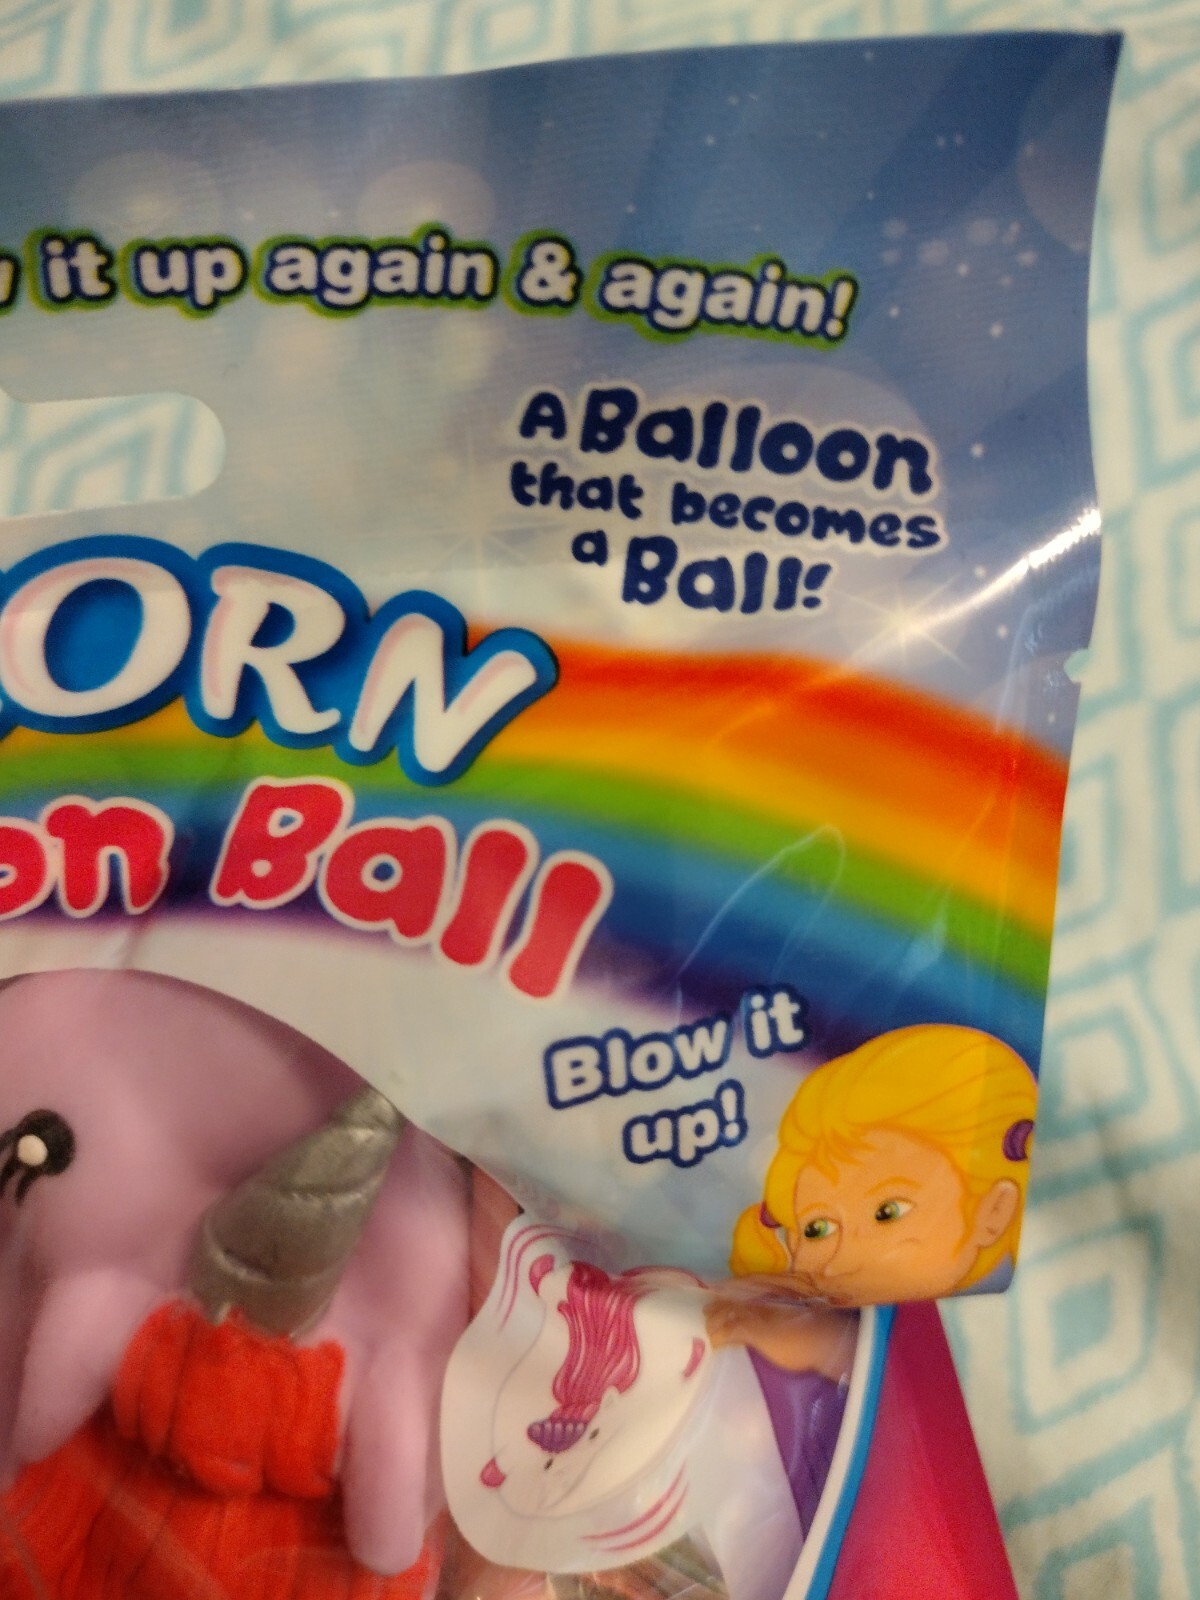 it up again & again!
A Balloon
that becomes
a Ball!
ORN
on Ball
Blow it
up!